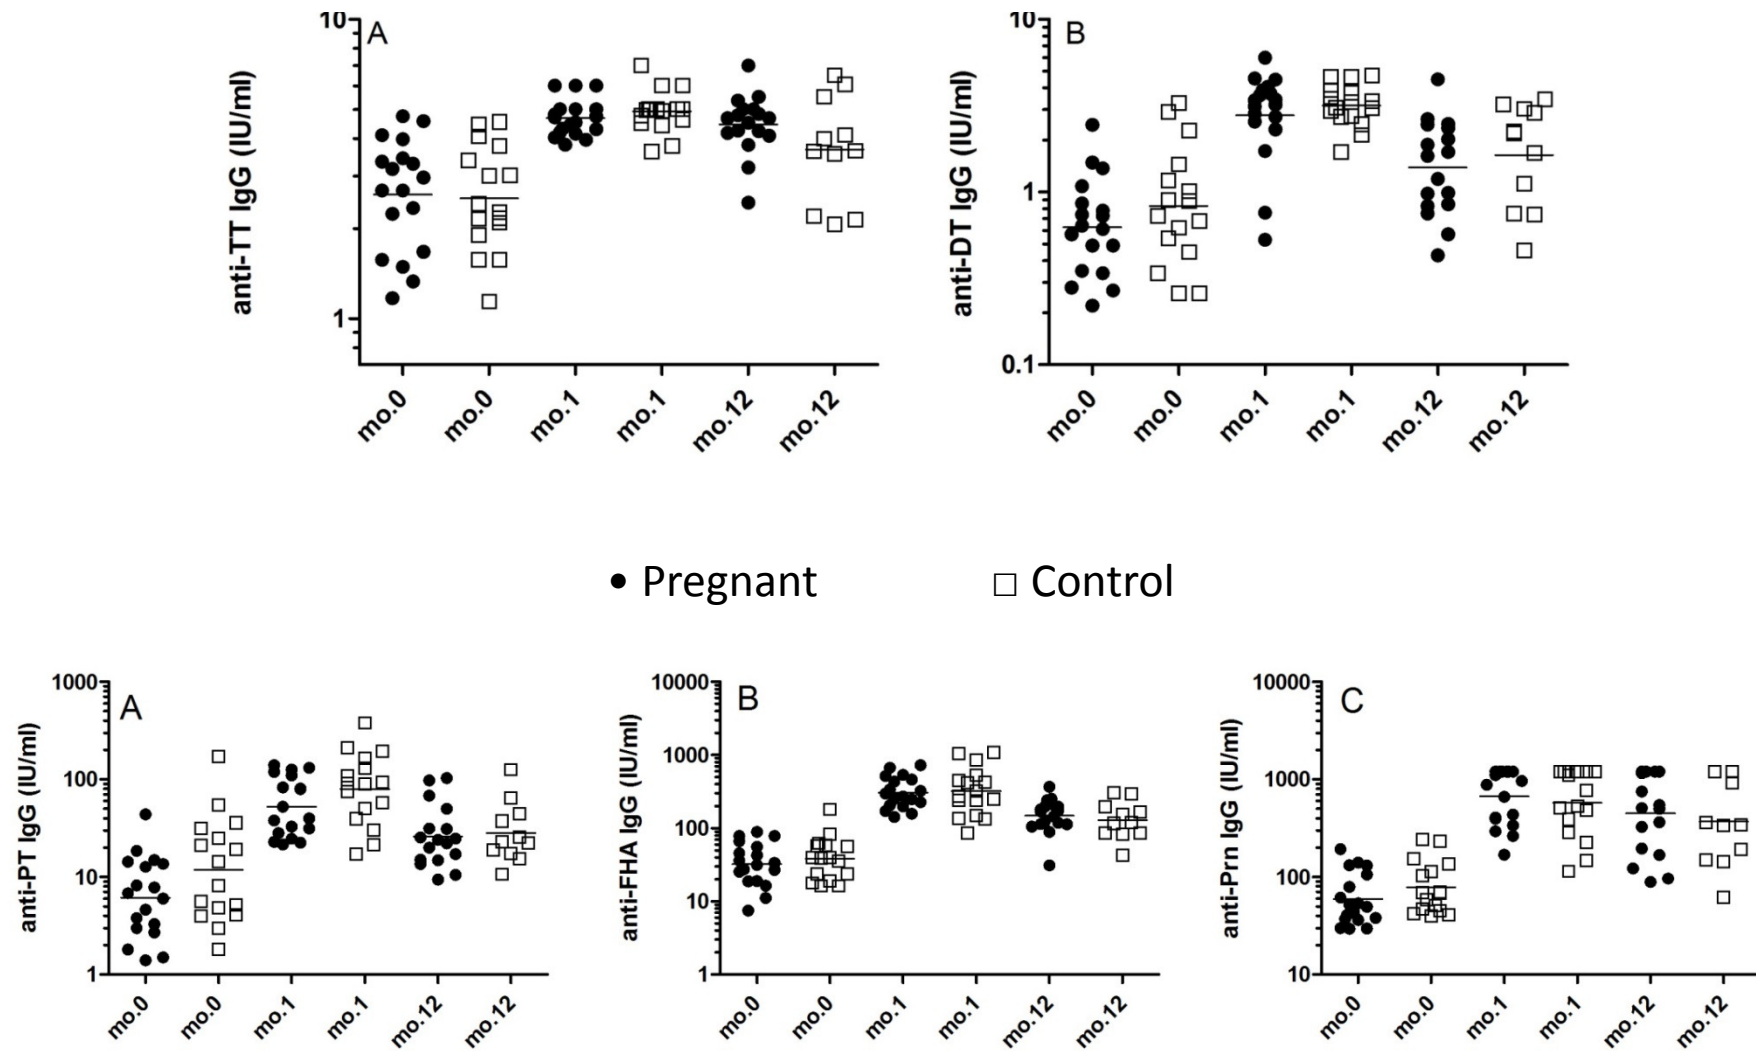 A
anti-TT IgG (IU/ml)
10
1
mo.0 mo.0 mo.1 mo.1 mo.12 mo.12
B
anti-DT IgG (IU/ml)
10
1
0.1
mo.0 mo.0 mo.1 mo.1 mo.12 mo.12
● Pregnant □ Control
A
anti-PT IgG (IU/ml)
1000
100
10
1
mo.0 mo.0 mo.1 mo.1 mo.12 mo.12
B
anti-FHA IgG (IU/ml)
10000
1000
100
10
1
mo.0 mo.0 mo.1 mo.1 mo.12 mo.12
C
anti-Prn IgG (IU/ml)
10000
1000
100
10
mo.0 mo.0 mo.1 mo.1 mo.12 mo.12